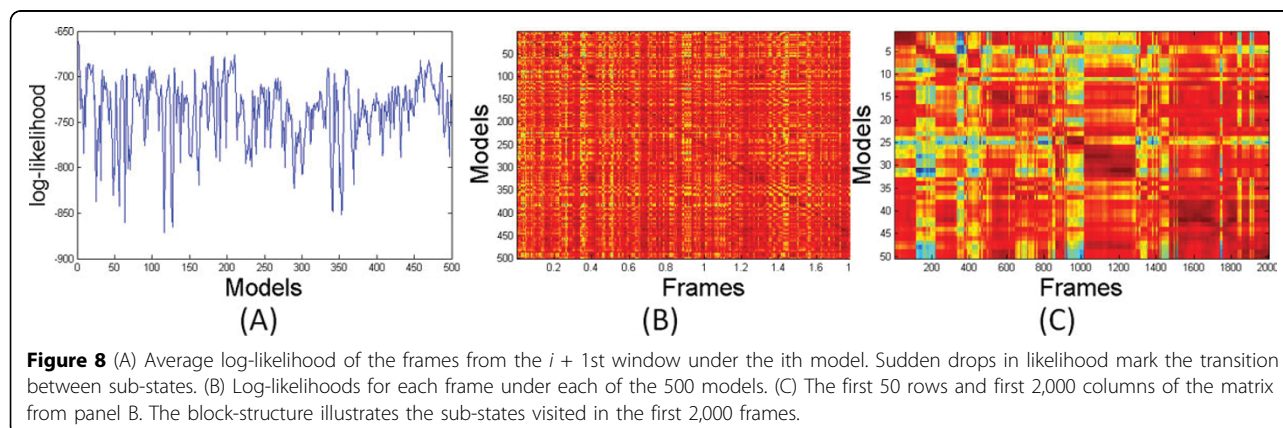 -650
-700
-750
-800
-850
-900
0 50 100 150 200 250 300 350 400 450 500
log-likelihood
Models
(A)
50
100
150
200
250
300
350
400
450
500
0.2 0.4 0.6 0.8 1 1.2 1.4 1.6 1
Models
Frames
(B)
5
10
15
20
25
30
35
40
45
50
200 400 600 800 1000 1200 1400 1600 1800 2000
Models
Frames
(C)
Figure 8 (A) Average log-likelihood of the frames from the i + 1st window under the ith model. Sudden drops in likelihood mark the transition
between sub-states. (B) Log-likelihoods for each frame under each of the 500 models. (C) The first 50 rows and first 2,000 columns of the matrix
from panel B. The block-structure illustrates the sub-states visited in the first 2,000 frames.